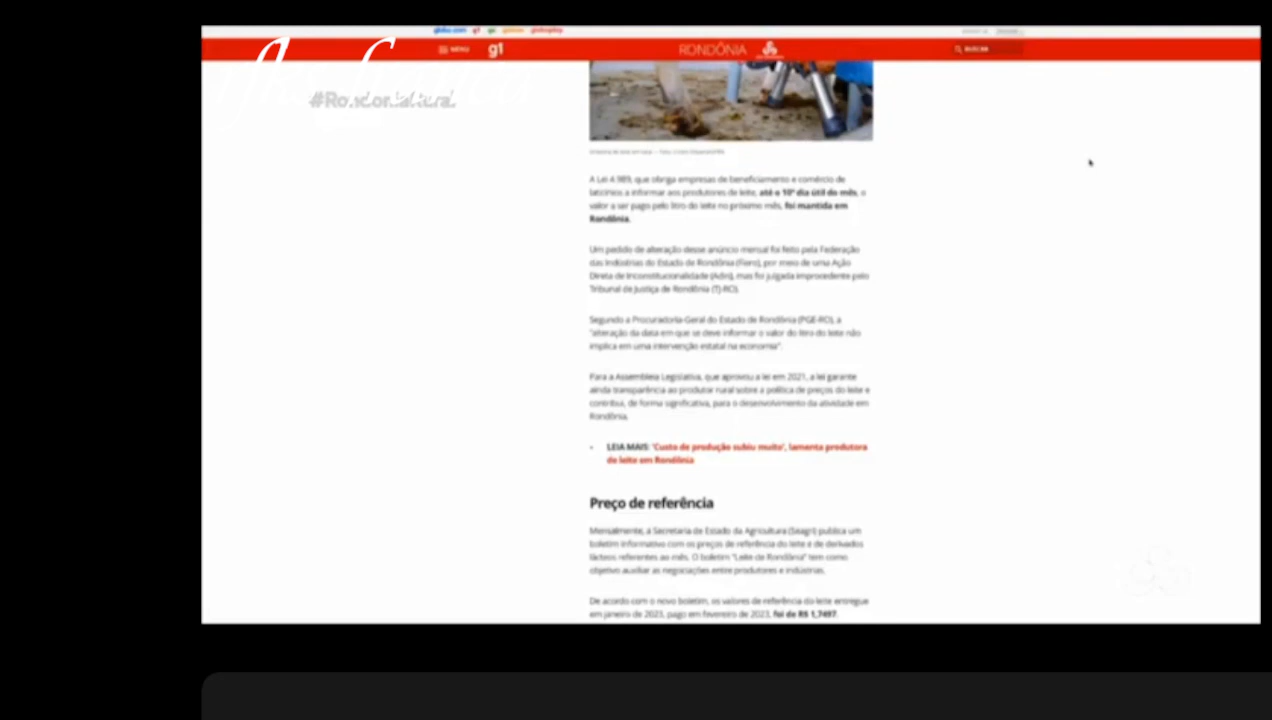 globo.com g1 ge gshow globoplay
MENU g1 RONDÔNIA BUSCAR
A Lei 4.989, que obriga empresas de beneficiamento e comércio de
laticínios a informar aos produtores de leite, até o 10º dia útil do mês, o
valor a ser pago pelo litro do leite no próximo mês, foi mantida em
Rondônia.
Um pedido de alteração desse anúncio mensal foi feito pela Federação
das Indústrias do Estado de Rondônia (Fiero), por meio de uma Ação
Direta de Inconstitucionalidade (Adin), mas foi julgada improcedente pelo
Tribunal de Justiça de Rondônia (TJ-RO).
Segundo a Procuradoria-Geral do Estado de Rondônia (PGE-RO), a
"alteração da data em que se deve informar o valor do litro do leite não
implica em uma intervenção estatal na economia".
Para a Assembleia Legislativa, que aprovou a lei em 2021, a lei garante
ainda transparência ao produtor rural sobre a política de preços do leite e
contribui, de forma significativa, para o desenvolvimento da atividade em
Rondônia.
LEIA MAIS: 'Custo de produção subiu muito', lamenta produtora
de leite em Rondônia
Preço de referência
Mensalmente, a Secretaria de Estado da Agricultura (Seagri) publica um
boletim informativo com os preços de referência do leite e de derivados
lácteos referentes ao mês. O boletim "Leite de Rondônia" tem como
objetivo auxiliar as negociações entre produtores e indústrias.
De acordo com o novo boletim, os valores de referência do leite entregue
em janeiro de 2023, pago em fevereiro de 2023, foi de R$ 1,7497.